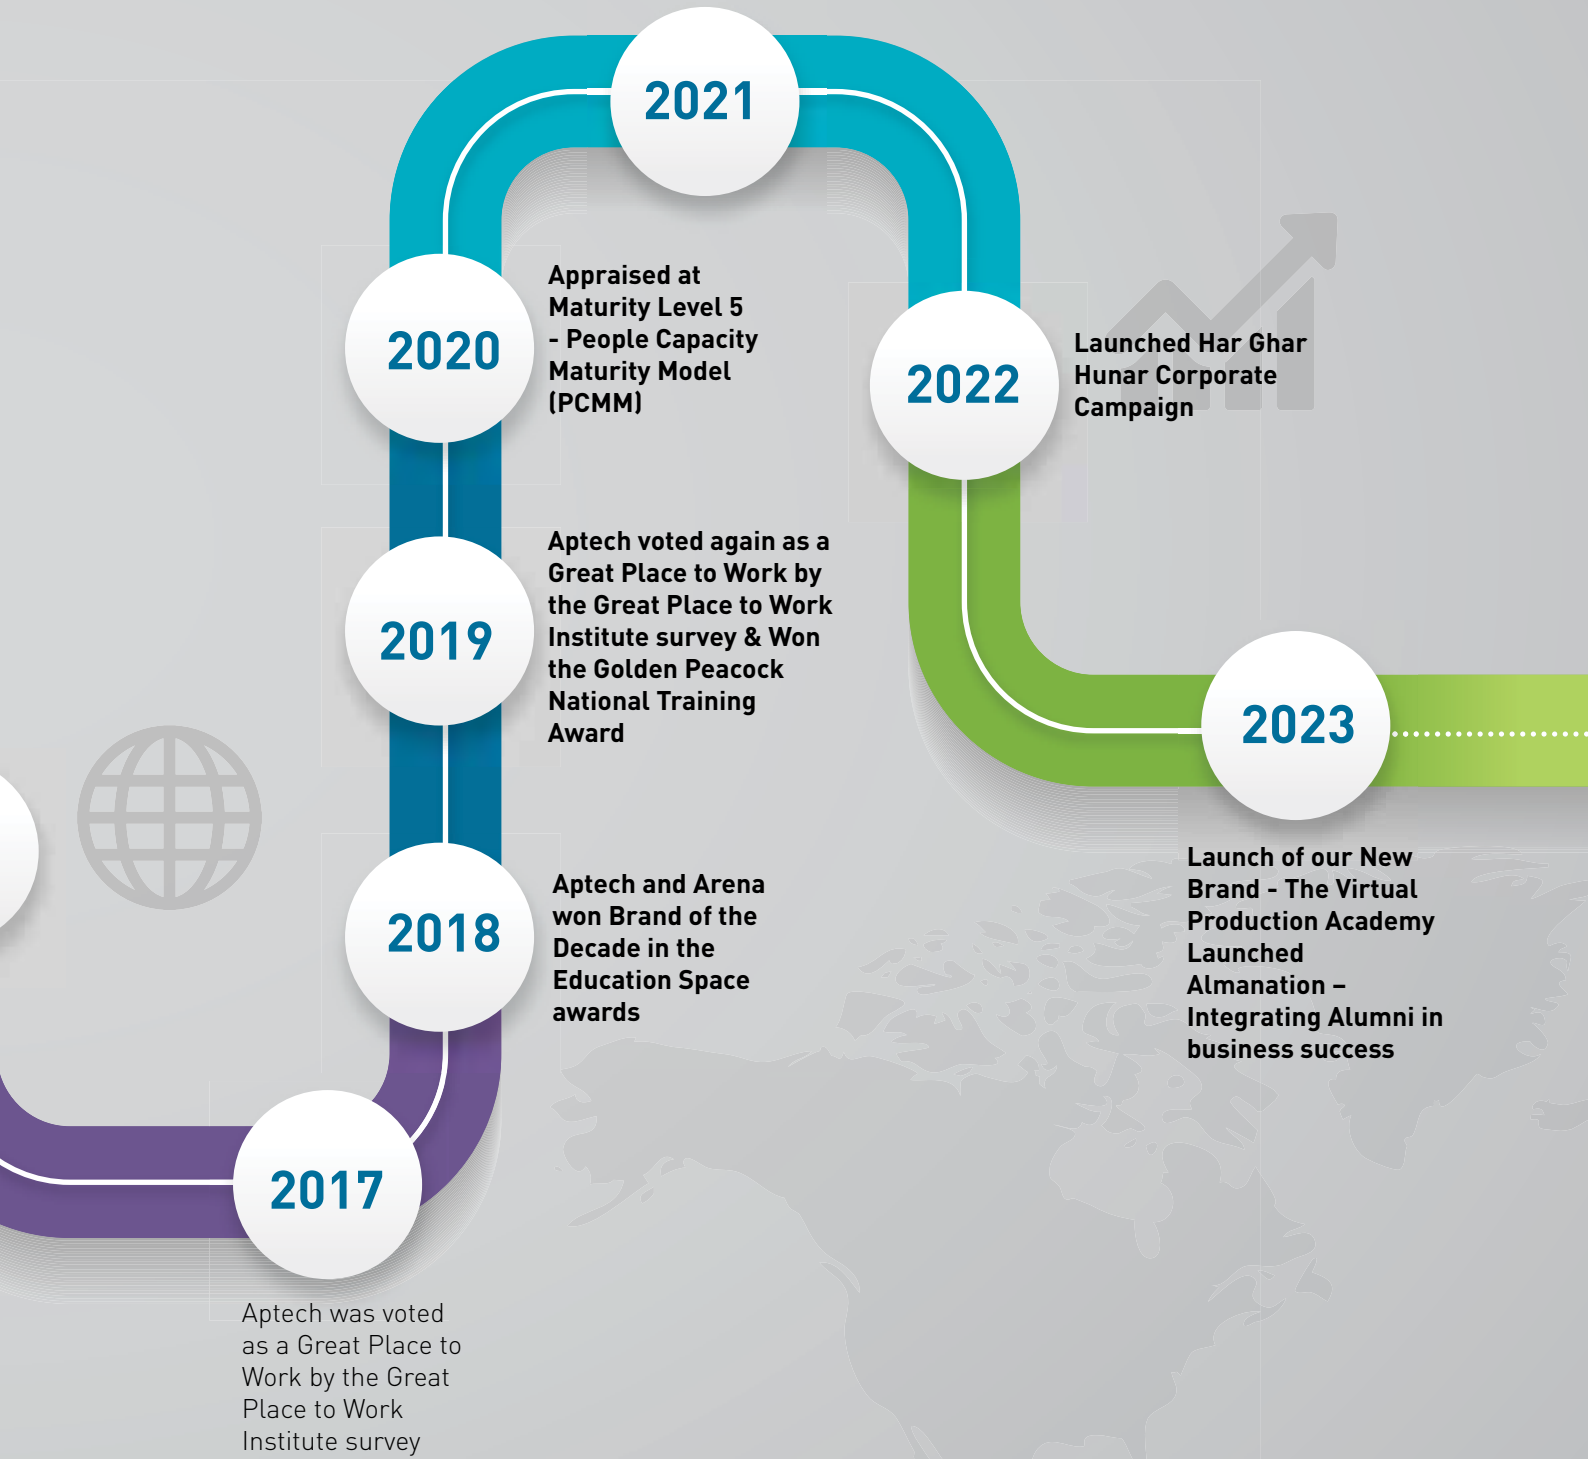 2021
2020
Appraised at
Maturity Level 5
- People Capacity
Maturity Model
(PCMM)
2022
Launched Har Ghar
Hunar Corporate
Campaign
2019
Aptech voted again as a
Great Place to Work by
the Great Place to Work
Institute survey & Won
the Golden Peacock
National Training
Award
2023
Launch of our New
Brand - The Virtual
Production Academy
Launched
Almanation –
Integrating Alumni in
business success
2018
Aptech and Arena
won Brand of the
Decade in the
Education Space
awards
2017
Aptech was voted
as a Great Place to
Work by the Great
Place to Work
Institute survey